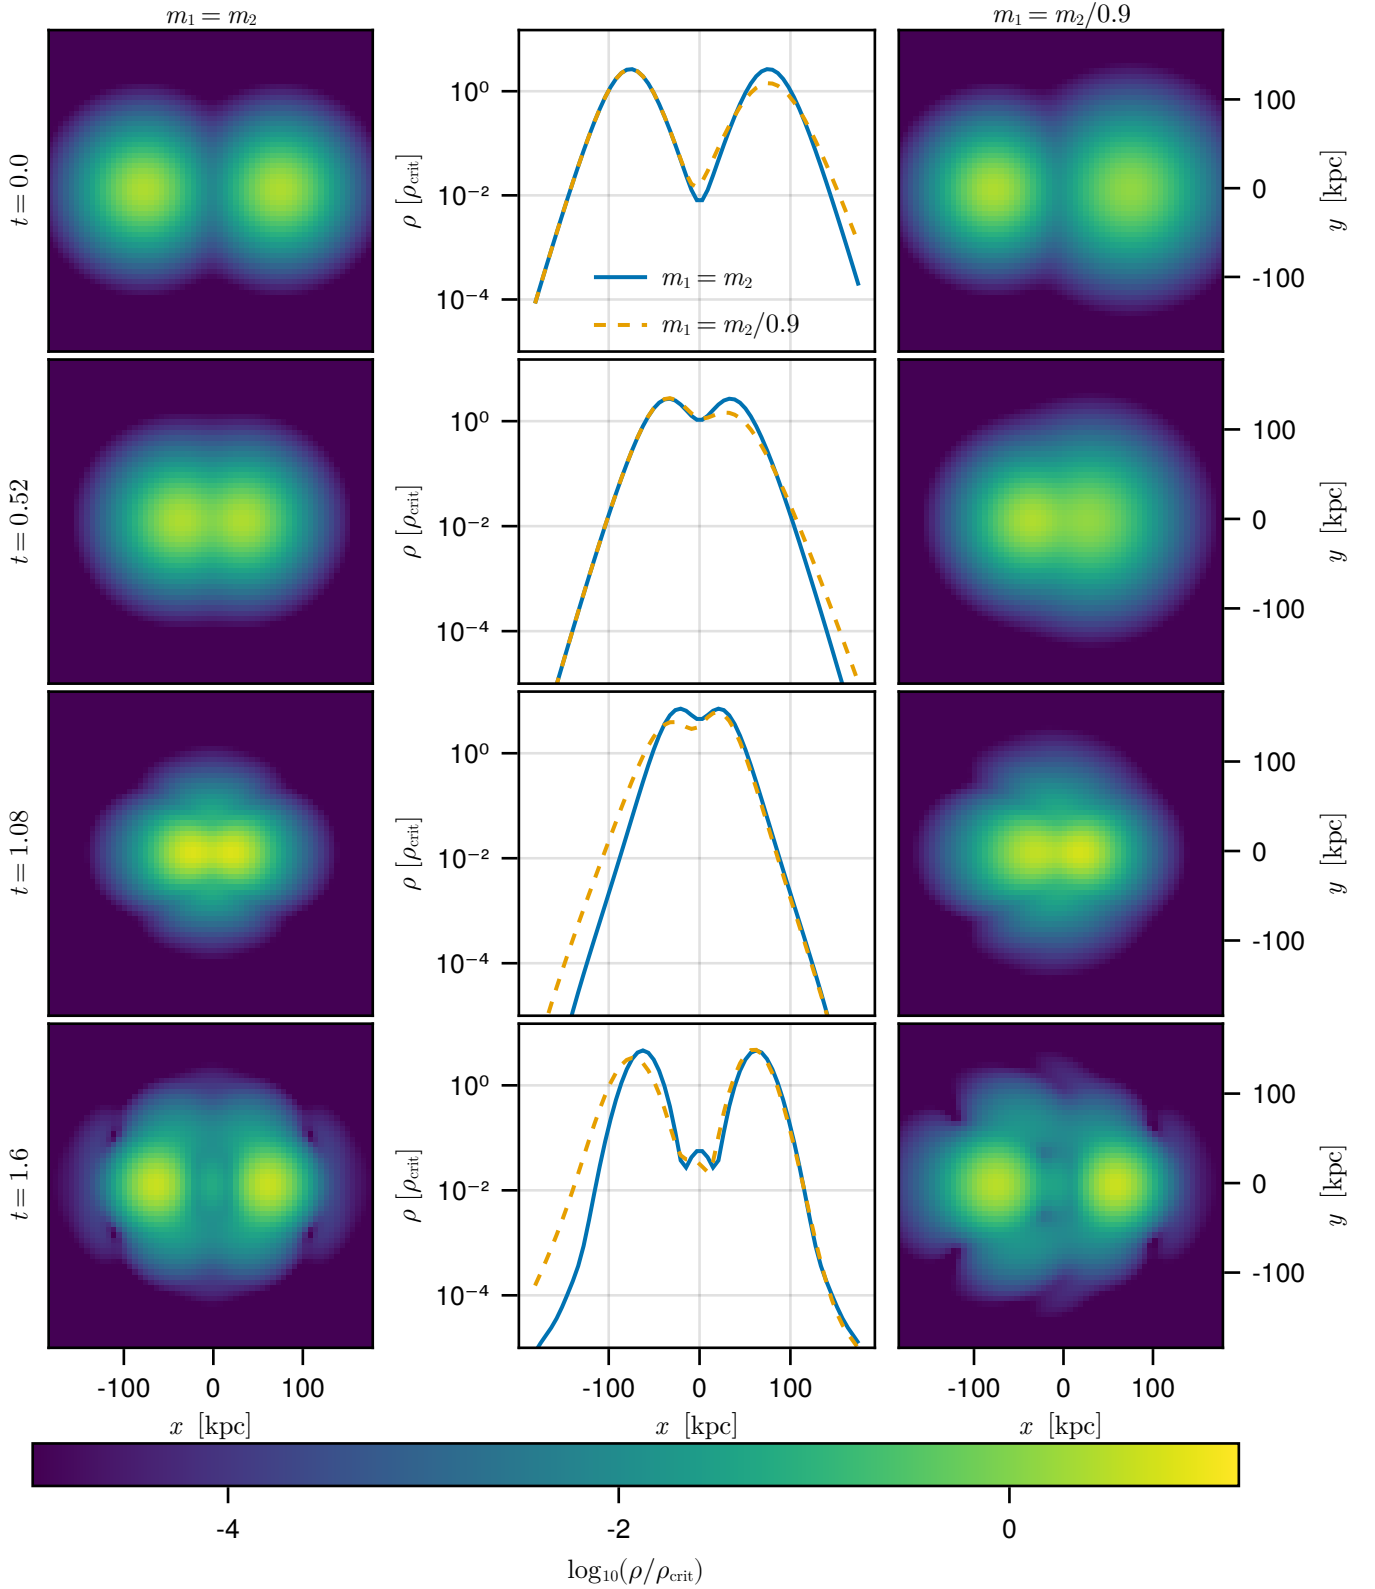 m₁ = m₂
m₁ = m₂/0.9
t = 0.0
10⁰
10⁻²
10⁻⁴
ρ [ρcrit]
m₁ = m₂
m₁ = m₂/0.9
100
0
-100
y [kpc]
t = 0.52
10⁰
10⁻²
10⁻⁴
ρ [ρcrit]
100
0
-100
y [kpc]
t = 1.08
10⁰
10⁻²
10⁻⁴
ρ [ρcrit]
100
0
-100
y [kpc]
t = 1.6
10⁰
10⁻²
10⁻⁴
ρ [ρcrit]
100
0
-100
y [kpc]
-100 0 100
-100 0 100
-100 0 100
x [kpc]
x [kpc]
x [kpc]
-4 -2 0
log₁₀(ρ/ρcrit)